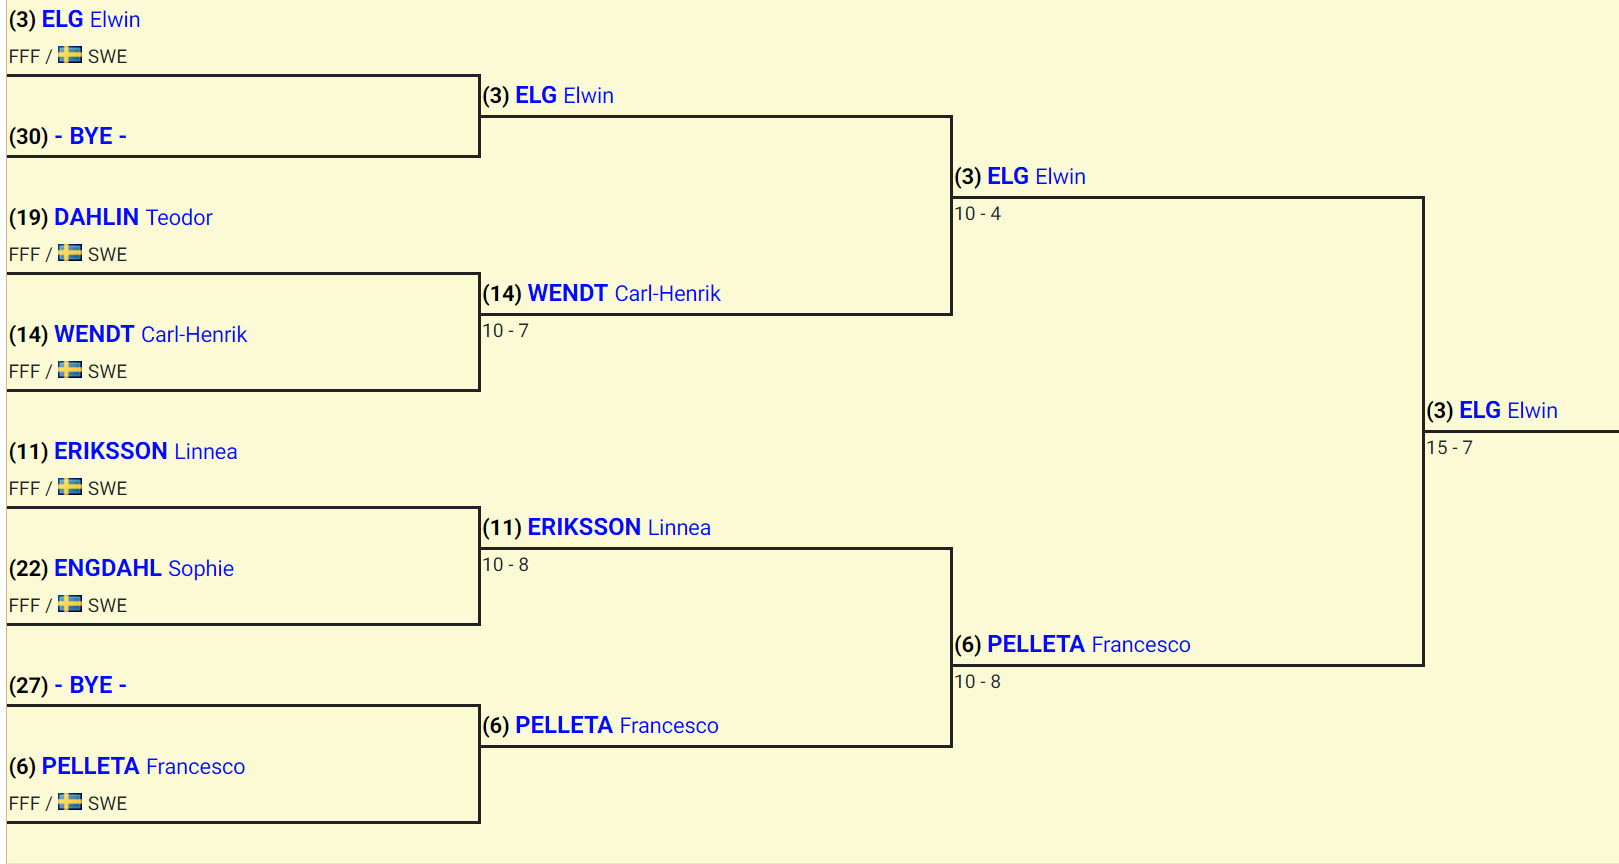 (3) ELG Elwin
FFF / SWE
(30) - BYE -
(19) DAHLIN Teodor
FFF / SWE
(14) WENDT Carl-Henrik
FFF / SWE
(11) ERIKSSON Linnea
FFF / SWE
(22) ENGDAHL Sophie
FFF / SWE
(27) - BYE -
(6) PELLETA Francesco
FFF / SWE
(3) ELG Elwin
(14) WENDT Carl-Henrik
10 - 7
(11) ERIKSSON Linnea
10 - 8
(6) PELLETA Francesco
(3) ELG Elwin
10 - 4
(6) PELLETA Francesco
10 - 8
(3) ELG Elwin
15 - 7